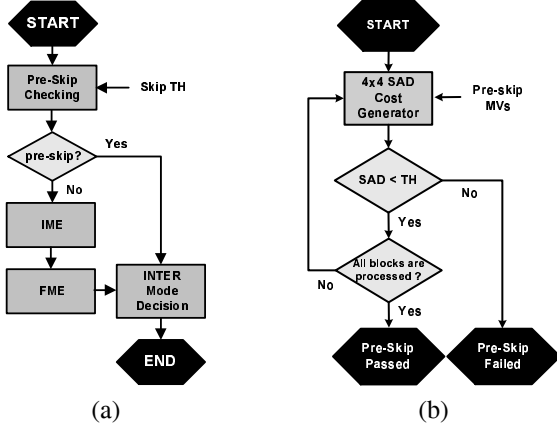 START
Pre-Skip
Checking
Skip TH
pre-skip?
Yes
No
IME
FME
INTER
Mode
Decision
END
(a)
START
4x4 SAD
Cost
Generator
Pre-skip
MVs
SAD < TH
No
Yes
All blocks are
processed ?
No
Yes
Pre-Skip
Passed
Pre-Skip
Failed
(b)